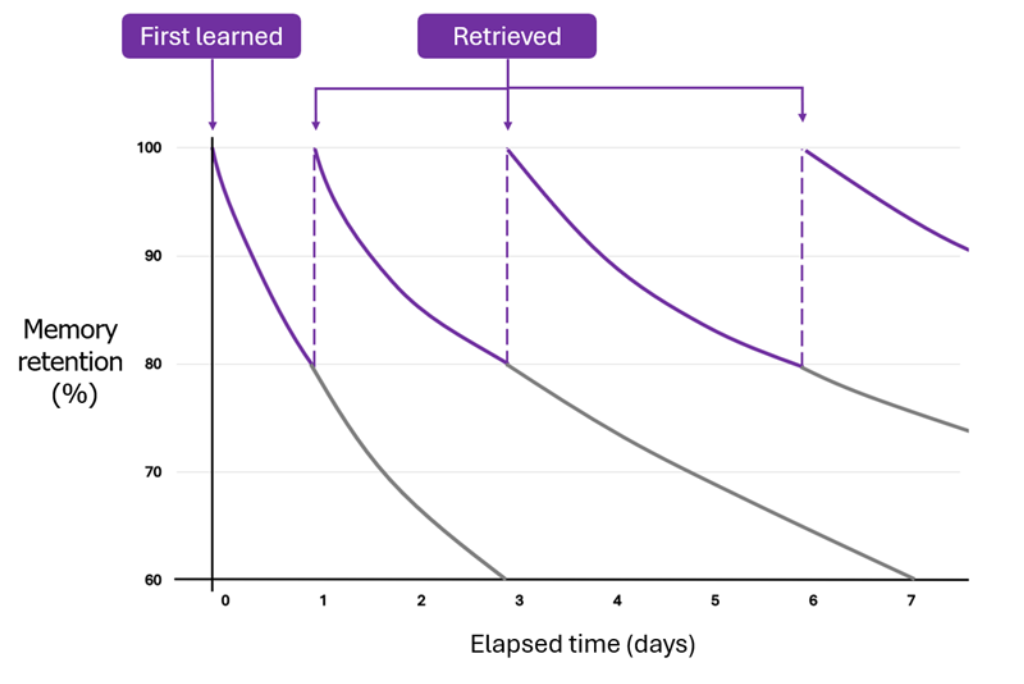 First learned
Retrieved
100
90
80
70
60
Memory
retention
(%)
0 1 2 3 4 5 6 7
Elapsed time (days)